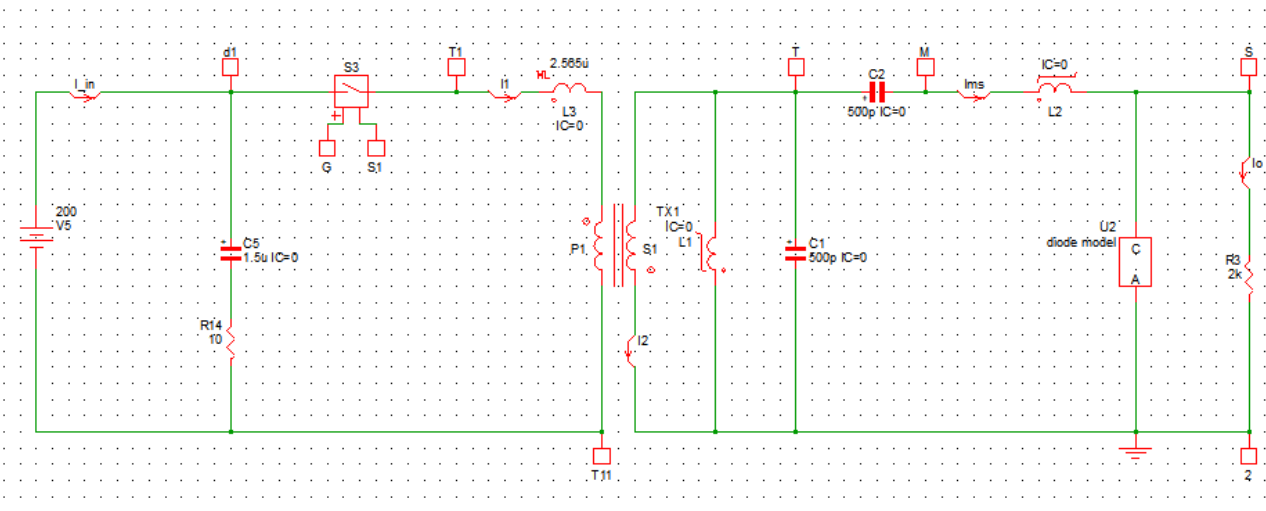 d1
T1
T
M
S
I_in
S3
I1
WL
2.565u
L3
IC=0
C2
500p IC=0
Ims
IC=0
L2
+
G
S1
Io
200
V5
C5
1.5u IC=0
R14
10
P1
S1
TX1
IC=0
L1
C1
500p IC=0
U2
diode model
C
A
R3
2k
I2
T11
2